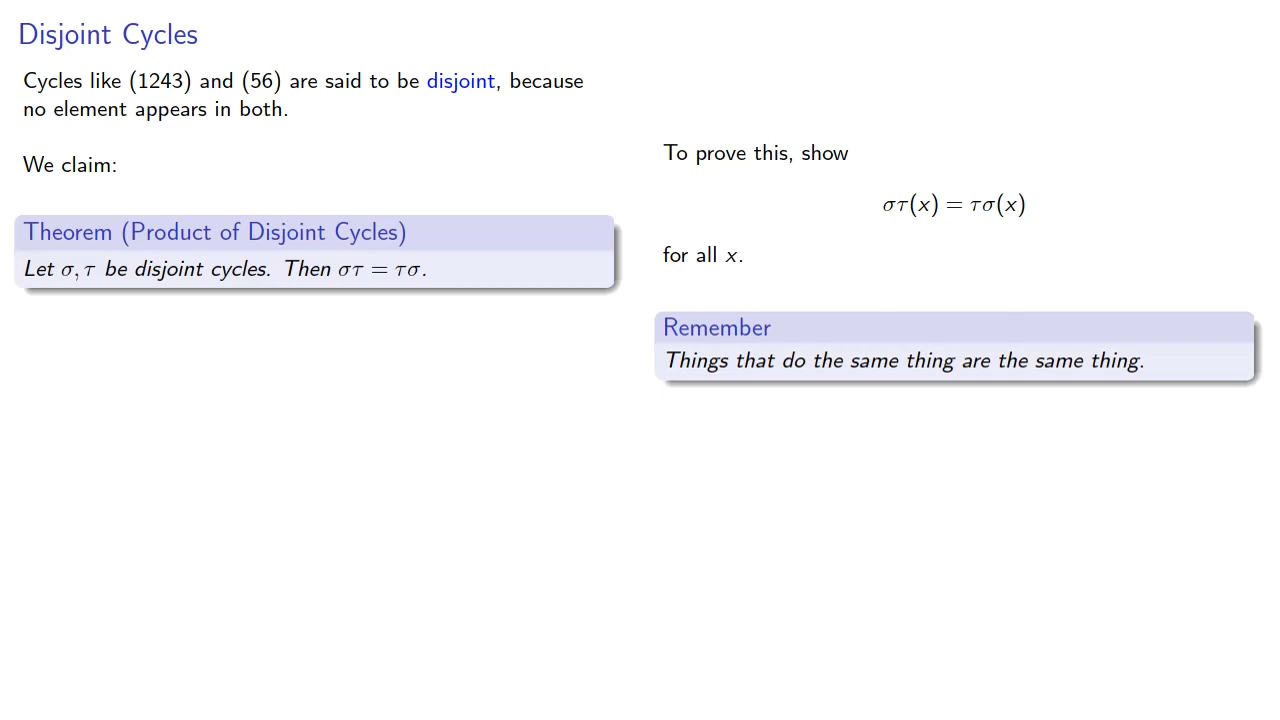 Disjoint Cycles
Cycles like (1243) and (56) are said to be disjoint, because
no element appears in both.
We claim:
Theorem (Product of Disjoint Cycles)
Let σ, τ be disjoint cycles. Then στ = τσ.
To prove this, show
στ(x) = τσ(x)
for all x.
Remember
Things that do the same thing are the same thing.